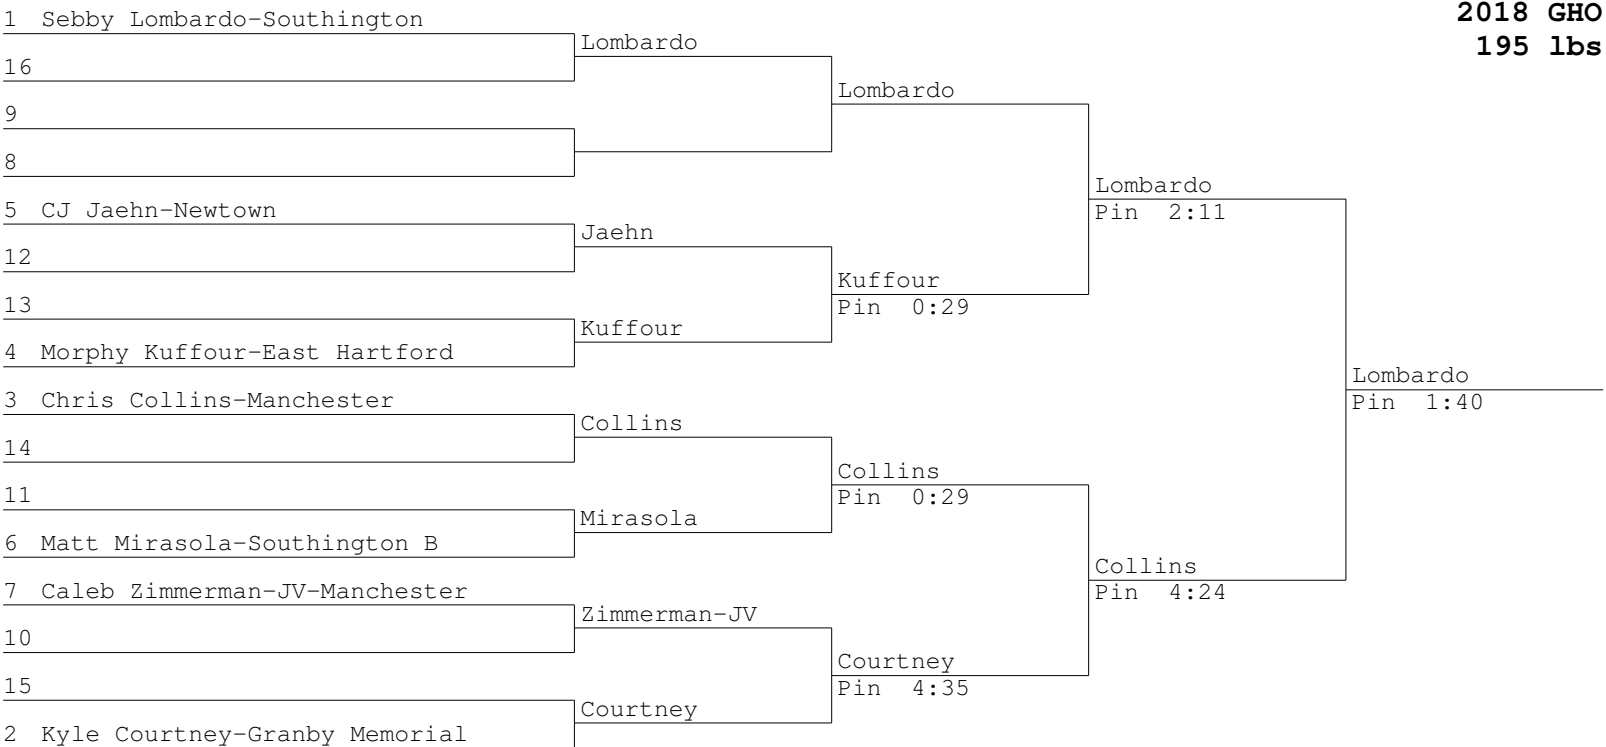 2018 GHO
195 lbs
1 Sebby Lombardo-Southington
Lombardo
16
Lombardo
9
8
Lombardo
Pin 2:11
5 CJ Jaehn-Newtown
Jaehn
12
Kuffour
Pin 0:29
13
Kuffour
4 Morphy Kuffour-East Hartford
Lombardo
Pin 1:40
3 Chris Collins-Manchester
Collins
14
Collins
Pin 0:29
11
Mirasola
6 Matt Mirasola-Southington B
Collins
Pin 4:24
7 Caleb Zimmerman-JV-Manchester
Zimmerman-JV
10
Courtney
Pin 4:35
15
Courtney
2 Kyle Courtney-Granby Memorial